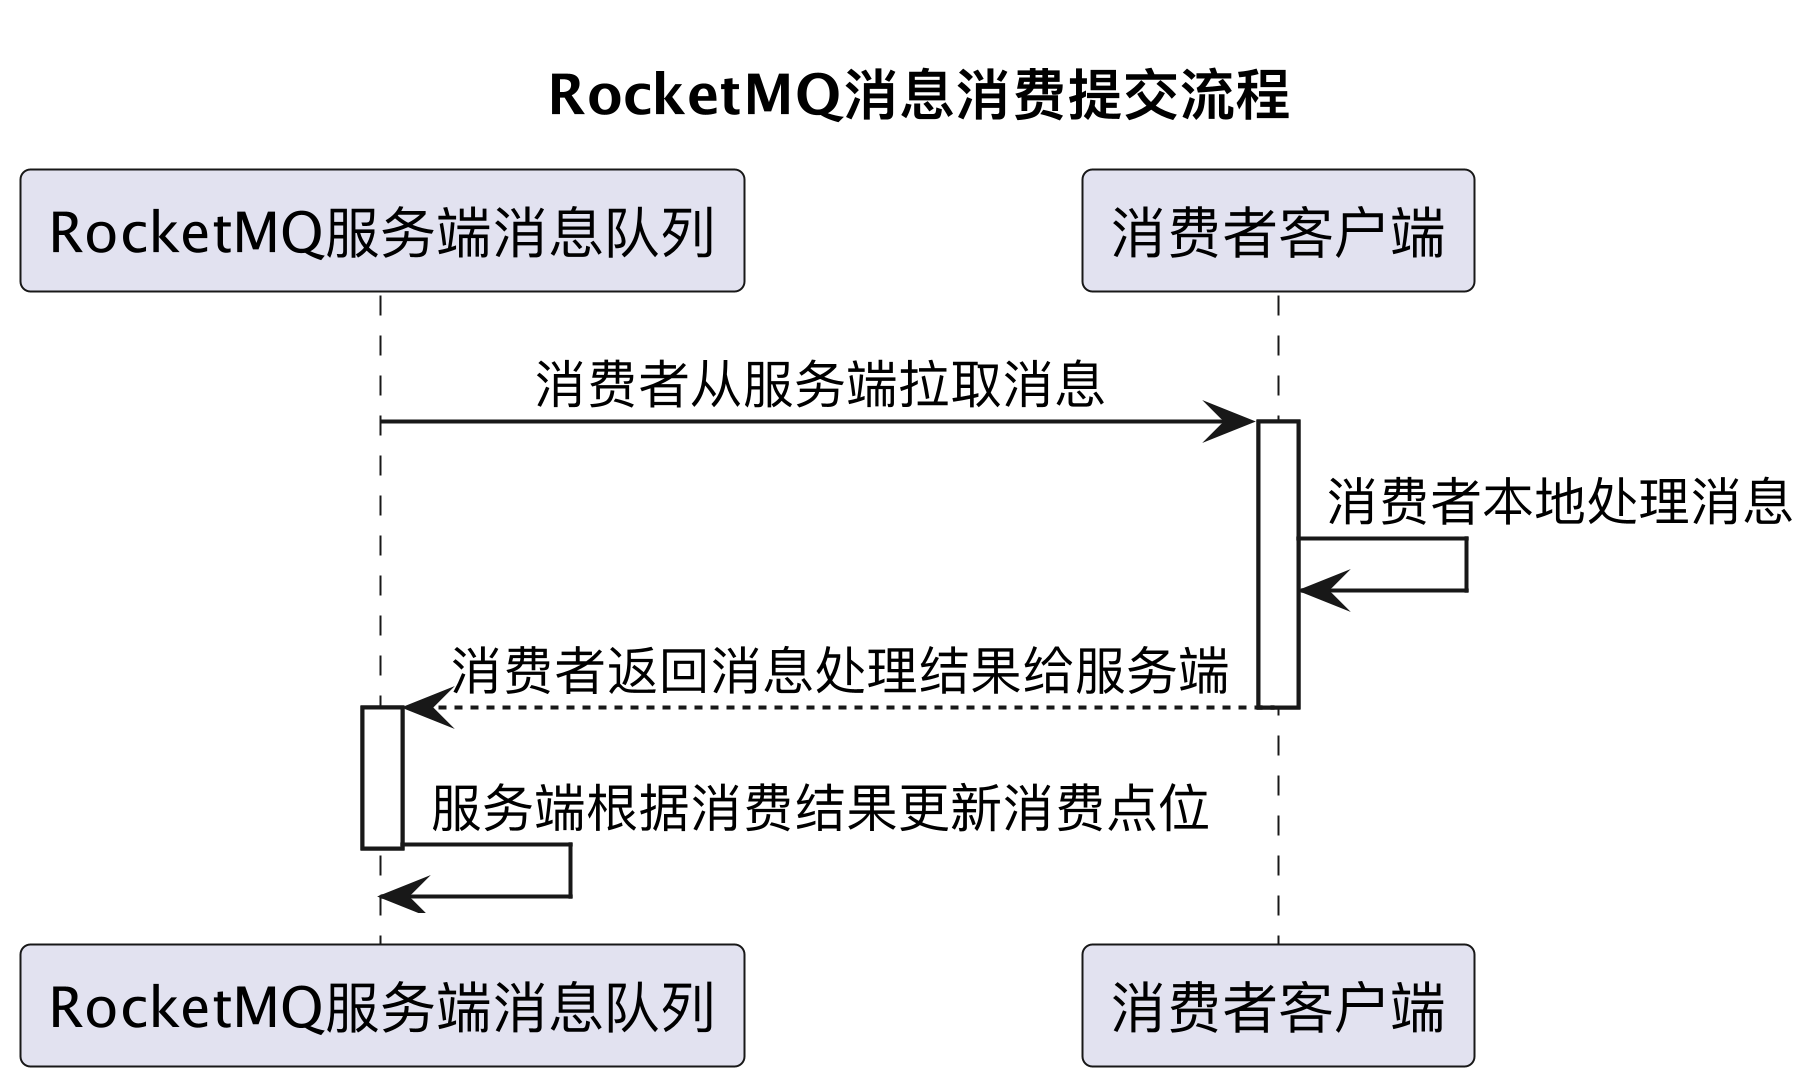 RocketMQ消息消费提交流程
RocketMQ服务端消息队列
消费者客户端
消费者从服务端拉取消息
消费者本地处理消息
消费者返回消息处理结果给服务端
服务端根据消费结果更新消费点位
RocketMQ服务端消息队列
消费者客户端